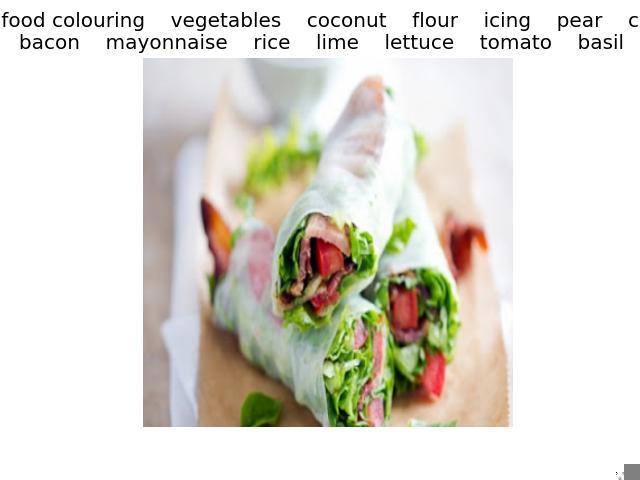 food colouring vegetables coconut flour icing pear c
bacon mayonnaise rice lime lettuce tomato basil